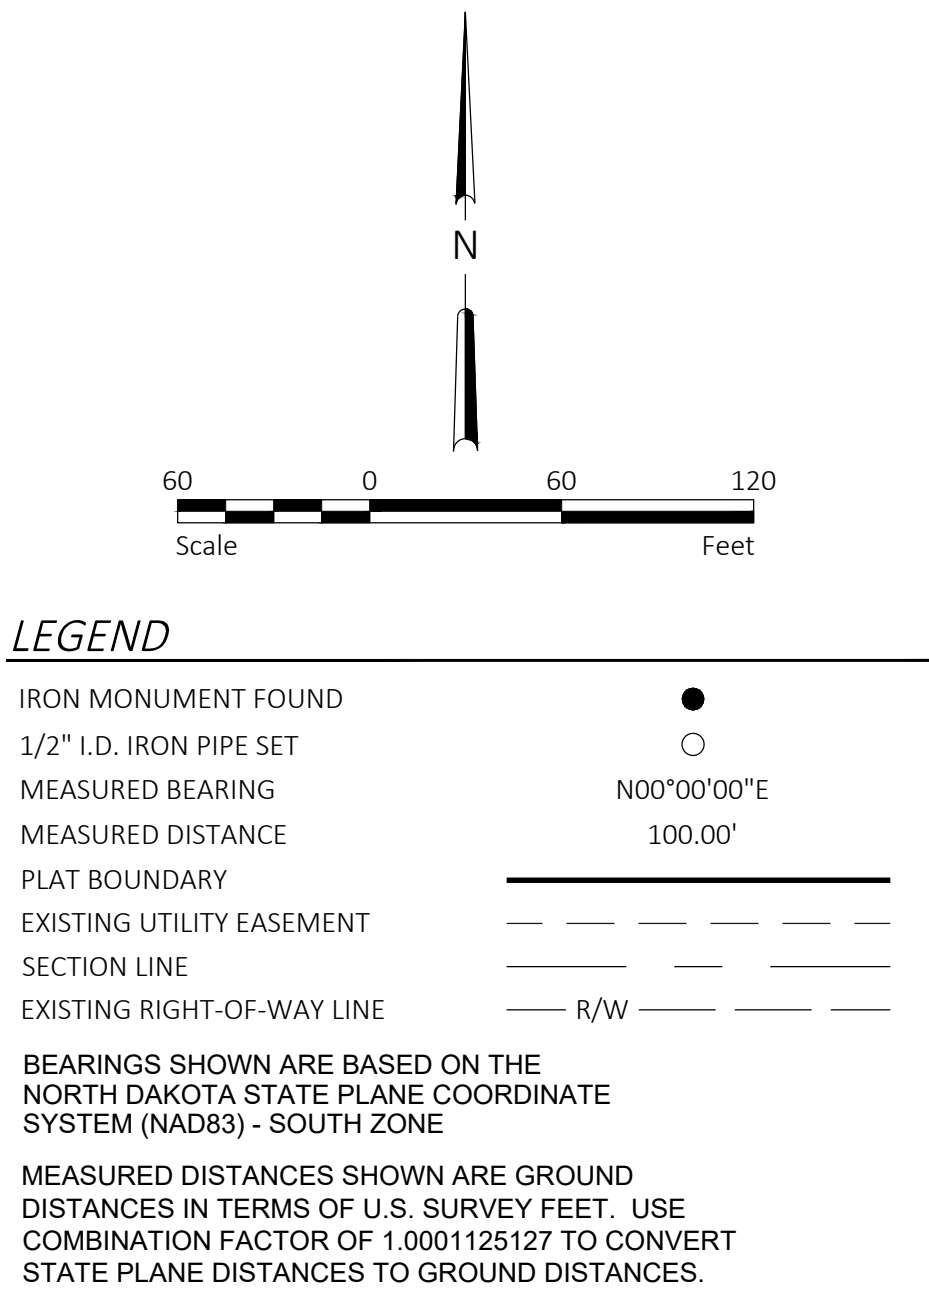 N
60 0 60 120
Scale Feet
LEGEND
IRON MONUMENT FOUND
1/2" I.D. IRON PIPE SET
MEASURED BEARING N00°00'00"E
MEASURED DISTANCE 100.00'
PLAT BOUNDARY
EXISTING UTILITY EASEMENT
SECTION LINE
EXISTING RIGHT-OF-WAY LINE R/W
BEARINGS SHOWN ARE BASED ON THE
NORTH DAKOTA STATE PLANE COORDINATE
SYSTEM (NAD83) - SOUTH ZONE
MEASURED DISTANCES SHOWN ARE GROUND
DISTANCES IN TERMS OF U.S. SURVEY FEET.  USE
COMBINATION FACTOR OF 1.0001125127 TO CONVERT
STATE PLANE DISTANCES TO GROUND DISTANCES.